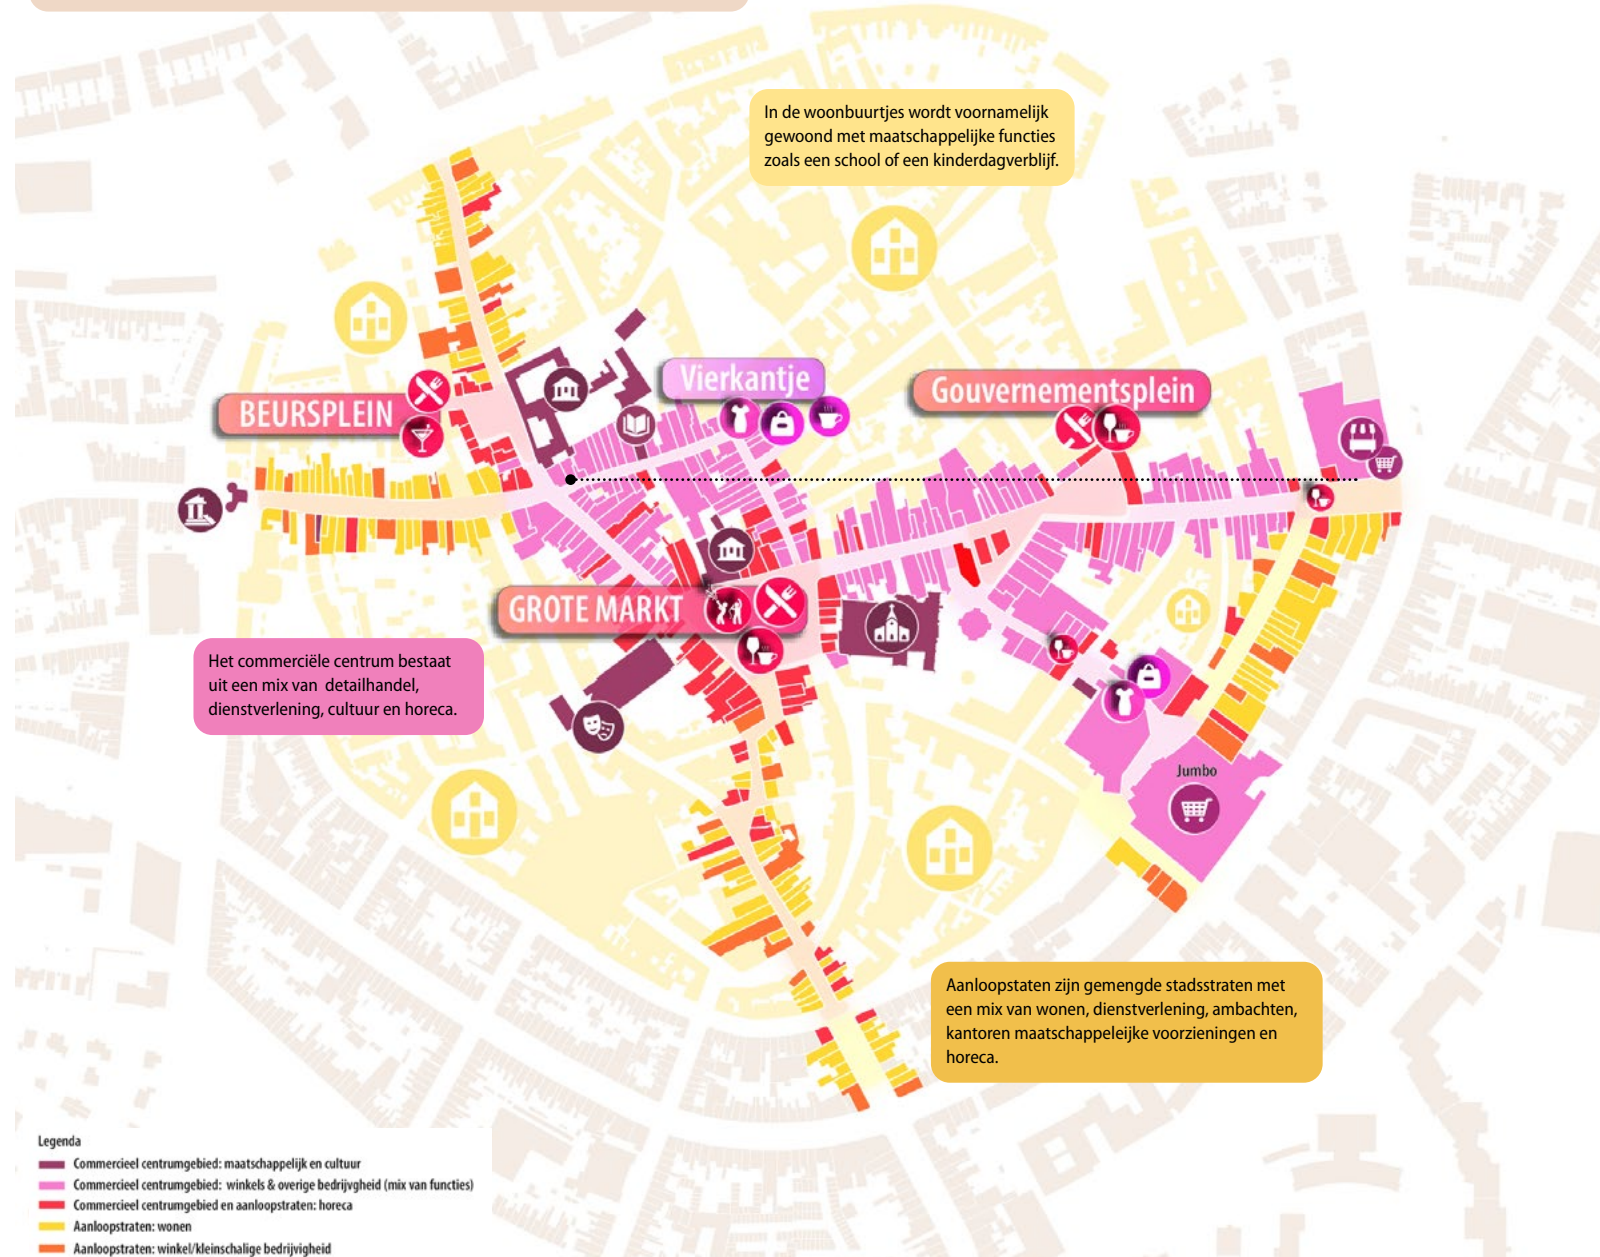 In de woonbuurtjes wordt voornamelijk
gewoond met maatschappelijke functies
zoals een school of een kinderdagverblijf.
Vierkantje
Gouvernementsplein
BEURSPLEIN
GROTE MARKT
Het commerciële centrum bestaat
uit een mix van detailhandel,
dienstverlening, cultuur en horeca.
Jumbo
Aanloopstaten zijn gemengde stadsstraten met
een mix van wonen, dienstverlening, ambachten,
kantoren maatschappeleijke voorzieningen en
horeca.
Legenda
Commercieel centrumgebied: maatschappelijk en cultuur
Commercieel centrumgebied: winkels & overige bedrijvgheid (mix van functies)
Commercieel centrumgebied en aanloopstraten: horeca
Aanloopstraten: wonen
Aanloopstraten: winkel/kleinschalige bedrijvigheid